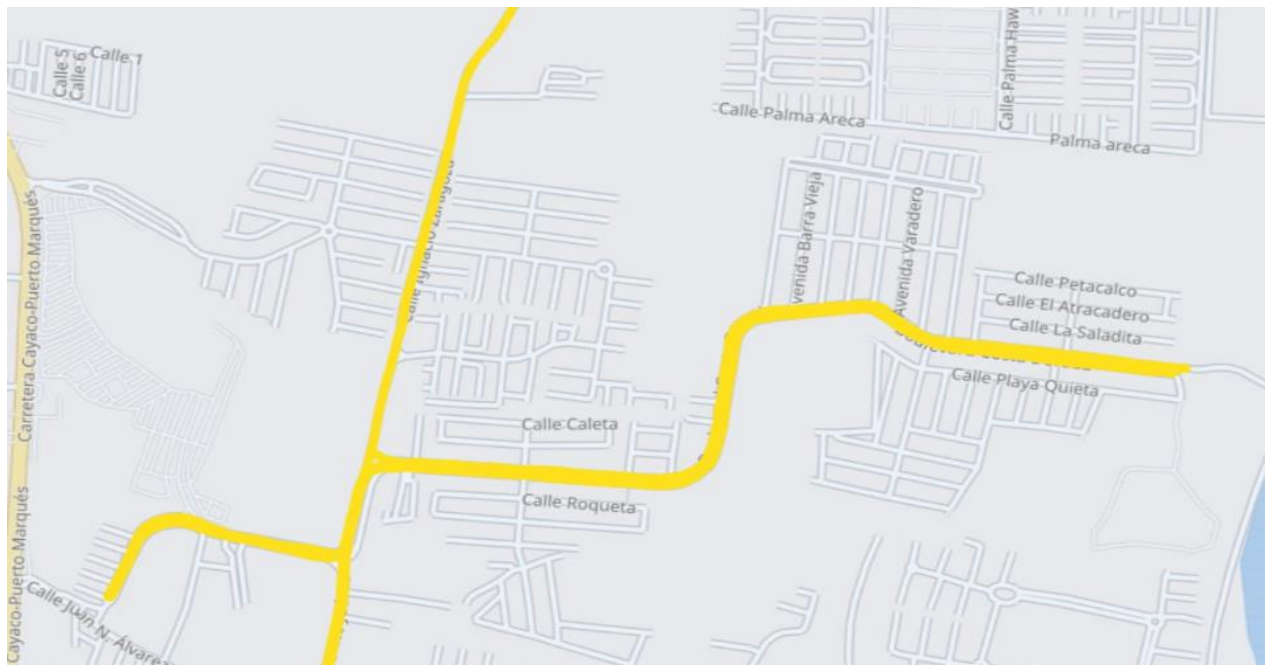 Calle 1
Calle 5
Calle 6
Calle Palma Areca
Calle Palma Haw
Palma areca
Carretera Cayaco-Puerto Marqués
Calle Ignacio Zaragoza
Avenida Barra Vieja
Avenida Varadero
Calle Petacalco
Calle El Atracadero
Calle La Saladita
Calle Playa Quieta
Calle Caleta
Calle Roqueta
Cayaco-Puerto Marqués
Calle Juan N. Álvarez